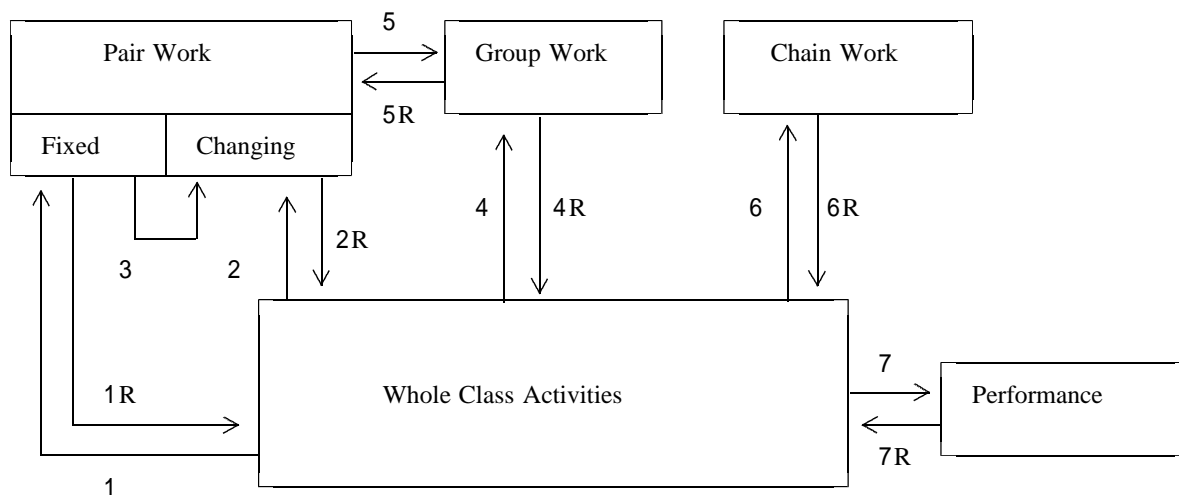 5
Pair Work
Group Work
Chain Work
5R
Fixed
Changing
4
4R
6
6R
2R
3
2
7
1R
Whole Class Activities
Performance
7R
1